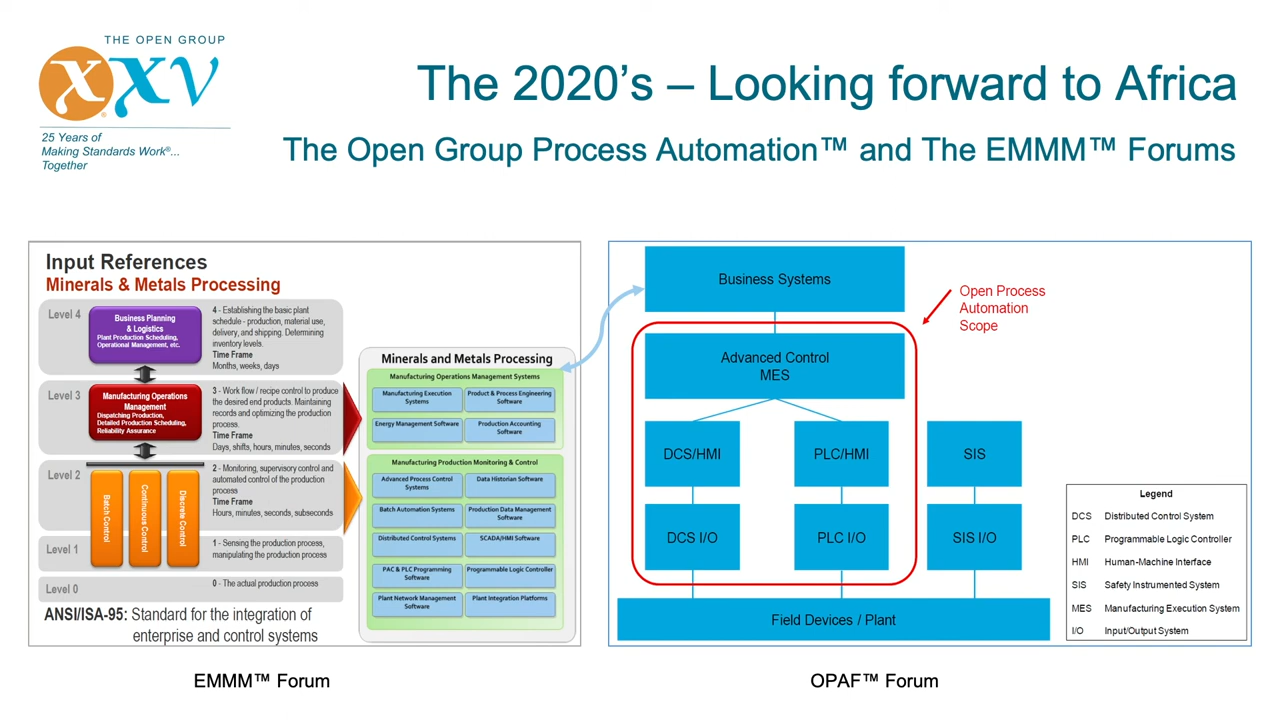 THE OPEN GROUP
XXV
25 Years of
Making Standards Work®...
Together
The 2020’s – Looking forward to Africa
The Open Group Process Automation™ and The EMMM™ Forums
Input References
Minerals & Metals Processing
Level 4
Business Planning
& Logistics
Plant Production Scheduling,
Operational Management, etc.
4 - Establishing the basic plant
schedule - production, material use,
delivery, and shipping. Determining
inventory levels.
Time Frame
Months, weeks, days
Level 3
Manufacturing Operations
Management
Dispatching Production,
Detailed Production Scheduling,
Reliability Assurance
3 - Work flow / recipe control to produce
the desired end products. Maintaining
records and optimizing the production
process.
Time Frame
Days, shifts, hours, minutes, seconds
Level 2
Batch Control
Continuous Control
Discrete Control
2 - Monitoring, supervisory control and
automated control of the production
process
Time Frame
Hours, minutes, seconds, subseconds
Level 1
1 - Sensing the production process,
manipulating the production process
Level 0
0 - The actual production process
ANSI/ISA-95: Standard for the integration of
enterprise and control systems
Minerals and Metals Processing
Manufacturing Operations Management Systems
Manufacturing Execution
Systems
Product & Process Engineering
Software
Energy Management Software
Production Accounting
Software
Manufacturing Production Monitoring & Control
Advanced Process Control
Systems
Data Historian Software
Batch Automation Systems
Production Data Management
Software
Distributed Control Systems
SCADA/HMI Software
PAC & PLC Programming
Software
Programmable Logic Controller
Plant Network Management
Software
Plant Integration Platforms
EMMM™ Forum
Business Systems
Open Process
Automation
Scope
Advanced Control
MES
DCS/HMI
PLC/HMI
SIS
DCS I/O
PLC I/O
SIS I/O
Field Devices / Plant
Legend
DCS Distributed Control System
PLC Programmable Logic Controller
HMI Human-Machine Interface
SIS Safety Instrumented System
MES Manufacturing Execution System
I/O Input/Output System
OPAF™ Forum